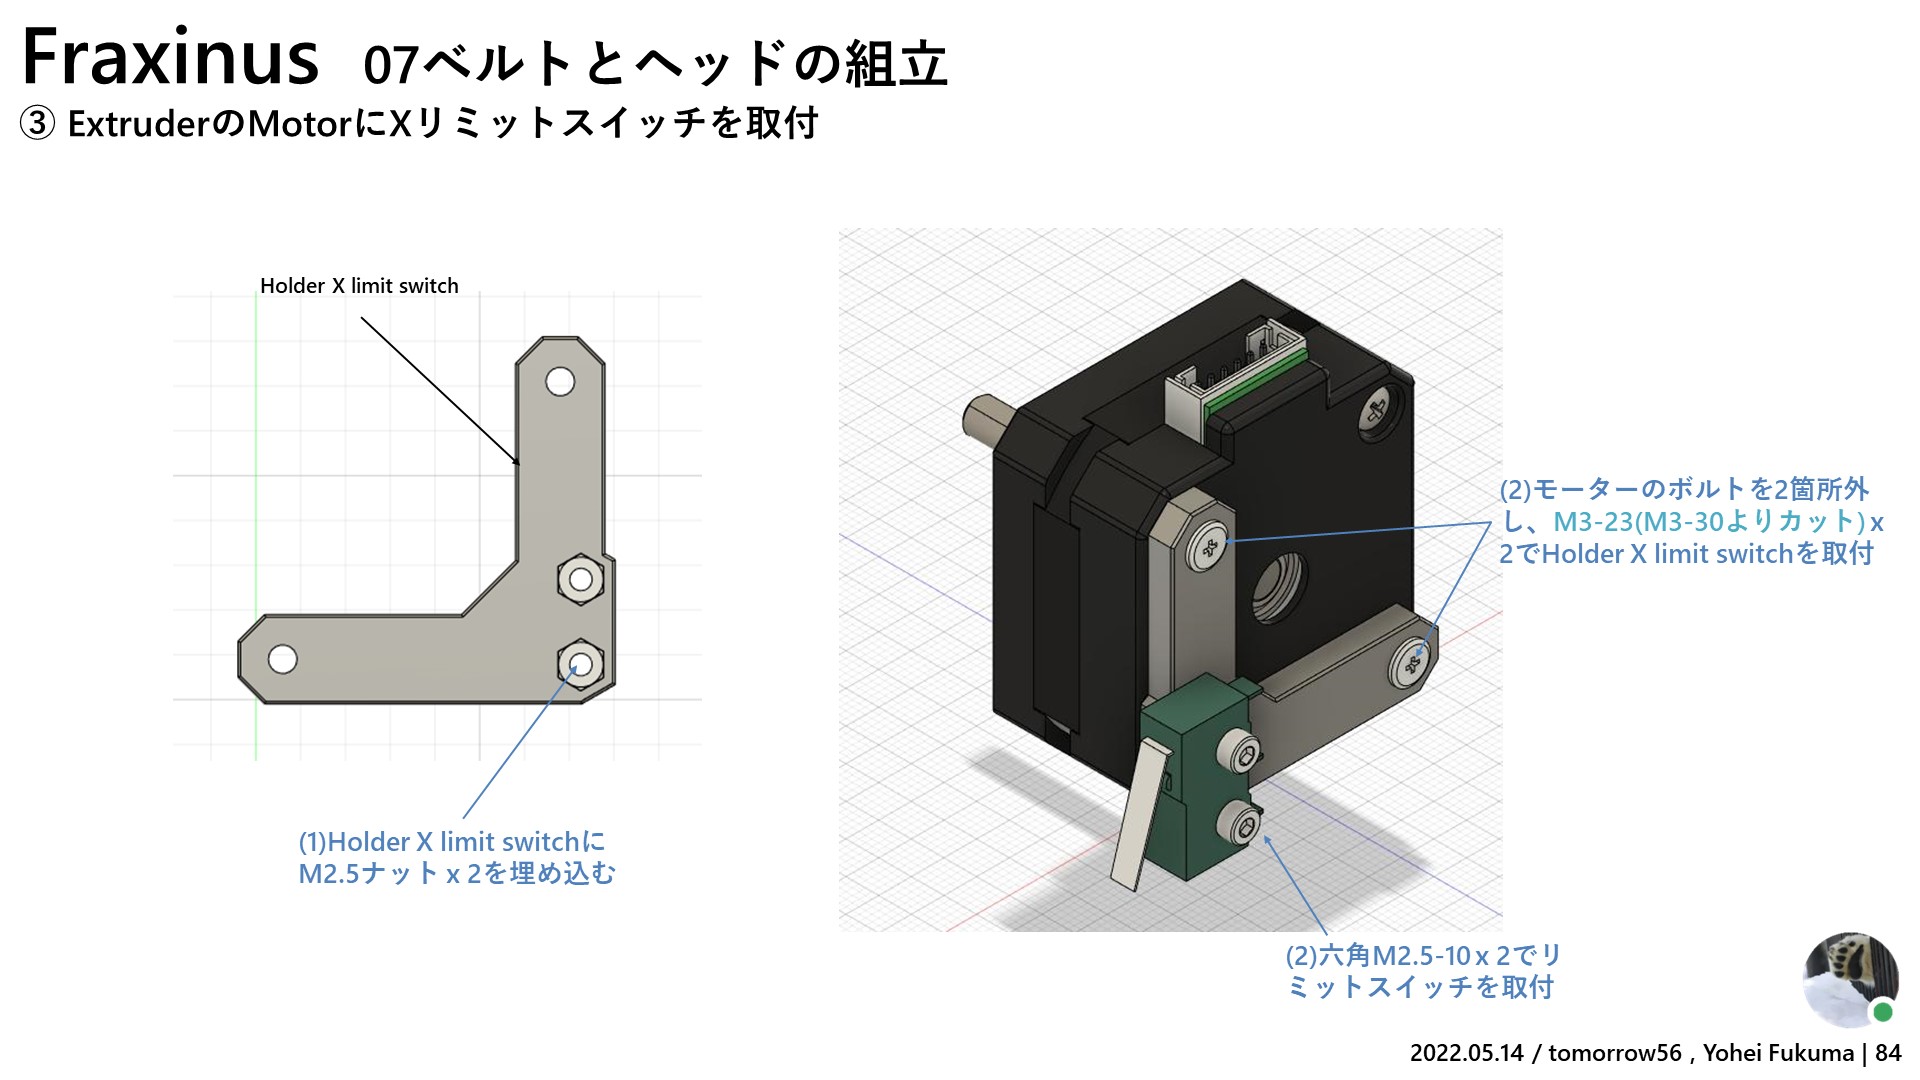 Fraxinus 07ベルトとヘッドの組立
③ ExtruderのMotorにXリミットスイッチを取付
Holder X limit switch
(1)Holder X limit switchに
M2.5ナット x 2を埋め込む
(2)モーターのボルトを2箇所外
し、M3-23(M3-30よりカット) x
2でHolder X limit switchを取付
(2)六角M2.5-10 x 2でリ
ミットスイッチを取付
2022.05.14 / tomorrow56 , Yohei Fukuma | 84